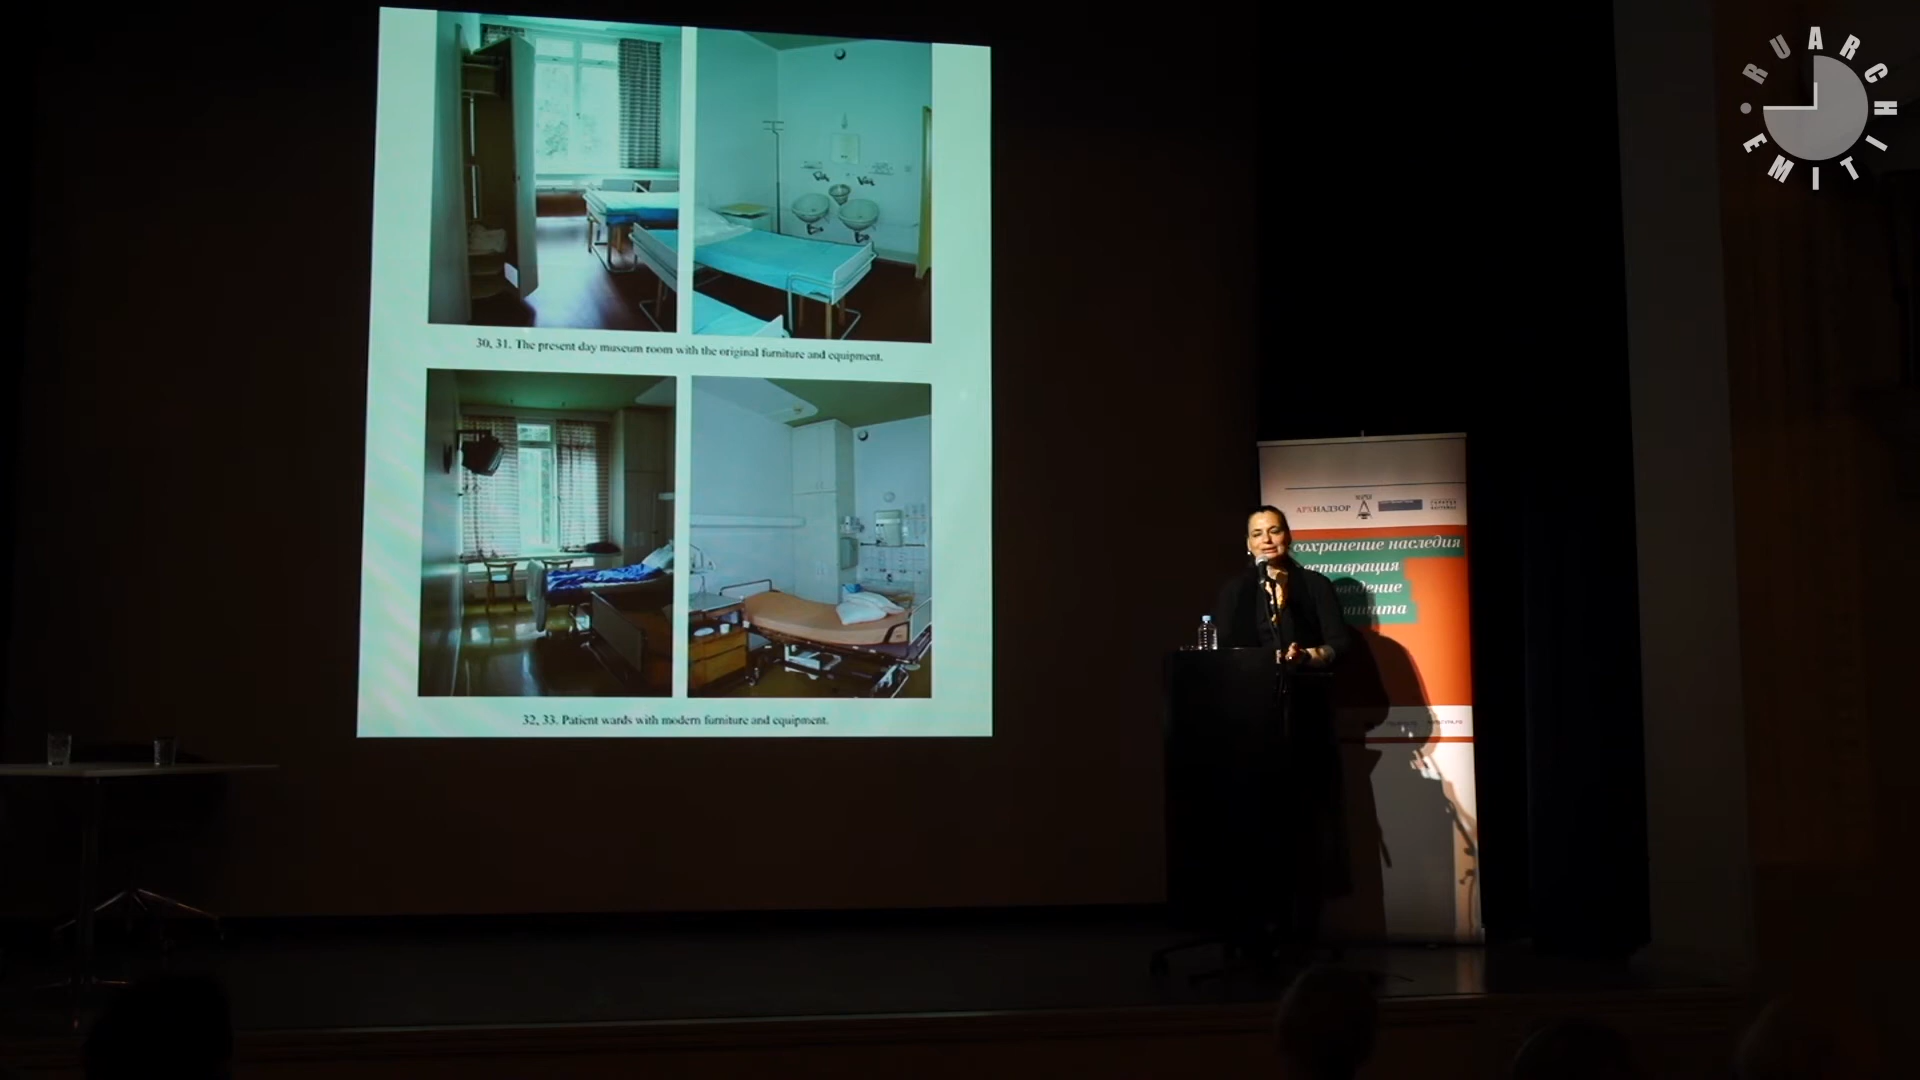 RUARCHITIME
30, 31. The present day museum room with the original furniture and equipment.
32, 33. Patient wards with modern furniture and equipment.
АРХНАДЗОР
сохранение наследия
еставрация